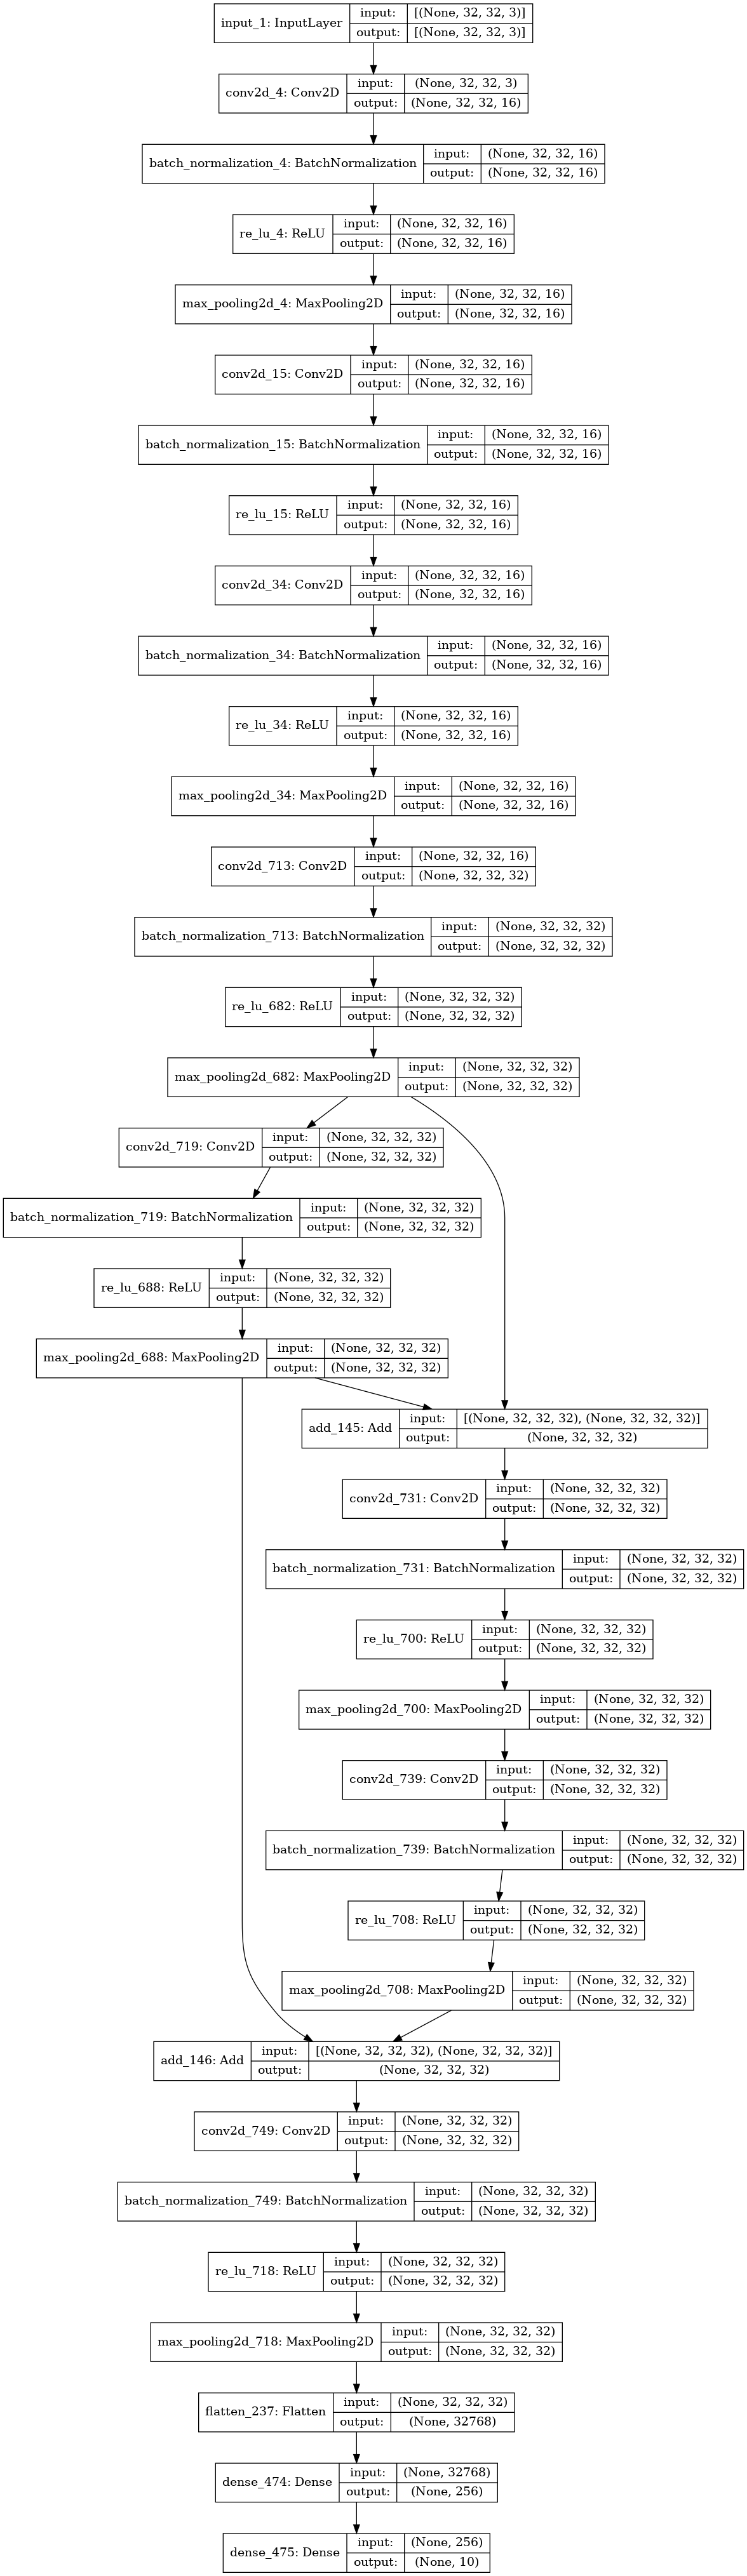 input_1: InputLayer
input: [(None, 32, 32, 3)]
output: [(None, 32, 32, 3)]
conv2d_4: Conv2D
input: (None, 32, 32, 3)
output: (None, 32, 32, 16)
batch_normalization_4: BatchNormalization
input: (None, 32, 32, 16)
output: (None, 32, 32, 16)
re_lu_4: ReLU
input: (None, 32, 32, 16)
output: (None, 32, 32, 16)
max_pooling2d_4: MaxPooling2D
input: (None, 32, 32, 16)
output: (None, 32, 32, 16)
conv2d_15: Conv2D
input: (None, 32, 32, 16)
output: (None, 32, 32, 16)
batch_normalization_15: BatchNormalization
input: (None, 32, 32, 16)
output: (None, 32, 32, 16)
re_lu_15: ReLU
input: (None, 32, 32, 16)
output: (None, 32, 32, 16)
conv2d_34: Conv2D
input: (None, 32, 32, 16)
output: (None, 32, 32, 16)
batch_normalization_34: BatchNormalization
input: (None, 32, 32, 16)
output: (None, 32, 32, 16)
re_lu_34: ReLU
input: (None, 32, 32, 16)
output: (None, 32, 32, 16)
max_pooling2d_34: MaxPooling2D
input: (None, 32, 32, 16)
output: (None, 32, 32, 16)
conv2d_713: Conv2D
input: (None, 32, 32, 16)
output: (None, 32, 32, 32)
batch_normalization_713: BatchNormalization
input: (None, 32, 32, 32)
output: (None, 32, 32, 32)
re_lu_682: ReLU
input: (None, 32, 32, 32)
output: (None, 32, 32, 32)
max_pooling2d_682: MaxPooling2D
input: (None, 32, 32, 32)
output: (None, 32, 32, 32)
conv2d_719: Conv2D
input: (None, 32, 32, 32)
output: (None, 32, 32, 32)
batch_normalization_719: BatchNormalization
input: (None, 32, 32, 32)
output: (None, 32, 32, 32)
re_lu_688: ReLU
input: (None, 32, 32, 32)
output: (None, 32, 32, 32)
max_pooling2d_688: MaxPooling2D
input: (None, 32, 32, 32)
output: (None, 32, 32, 32)
add_145: Add
input: [(None, 32, 32, 32), (None, 32, 32, 32)]
output: (None, 32, 32, 32)
conv2d_731: Conv2D
input: (None, 32, 32, 32)
output: (None, 32, 32, 32)
batch_normalization_731: BatchNormalization
input: (None, 32, 32, 32)
output: (None, 32, 32, 32)
re_lu_700: ReLU
input: (None, 32, 32, 32)
output: (None, 32, 32, 32)
max_pooling2d_700: MaxPooling2D
input: (None, 32, 32, 32)
output: (None, 32, 32, 32)
conv2d_739: Conv2D
input: (None, 32, 32, 32)
output: (None, 32, 32, 32)
batch_normalization_739: BatchNormalization
input: (None, 32, 32, 32)
output: (None, 32, 32, 32)
re_lu_708: ReLU
input: (None, 32, 32, 32)
output: (None, 32, 32, 32)
max_pooling2d_708: MaxPooling2D
input: (None, 32, 32, 32)
output: (None, 32, 32, 32)
add_146: Add
input: [(None, 32, 32, 32), (None, 32, 32, 32)]
output: (None, 32, 32, 32)
conv2d_749: Conv2D
input: (None, 32, 32, 32)
output: (None, 32, 32, 32)
batch_normalization_749: BatchNormalization
input: (None, 32, 32, 32)
output: (None, 32, 32, 32)
re_lu_718: ReLU
input: (None, 32, 32, 32)
output: (None, 32, 32, 32)
max_pooling2d_718: MaxPooling2D
input: (None, 32, 32, 32)
output: (None, 32, 32, 32)
flatten_237: Flatten
input: (None, 32, 32, 32)
output: (None, 32768)
dense_474: Dense
input: (None, 32768)
output: (None, 256)
dense_475: Dense
input: (None, 256)
output: (None, 10)